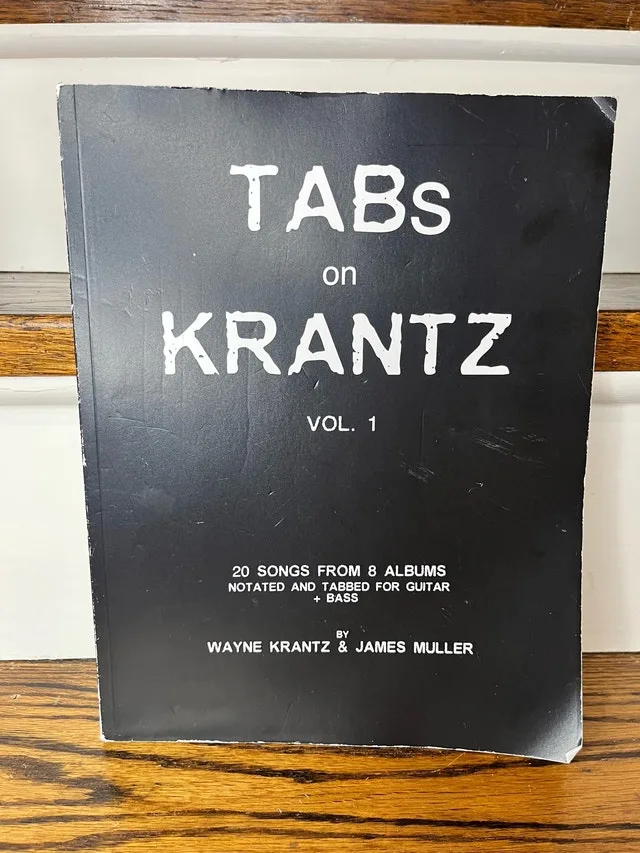 TABs
on
KRANTZ
VOL. 1
20 SONGS FROM 8 ALBUMS
NOTATED AND TABBED FOR GUITAR
+ BASS
BY
WAYNE KRANTZ & JAMES MULLER